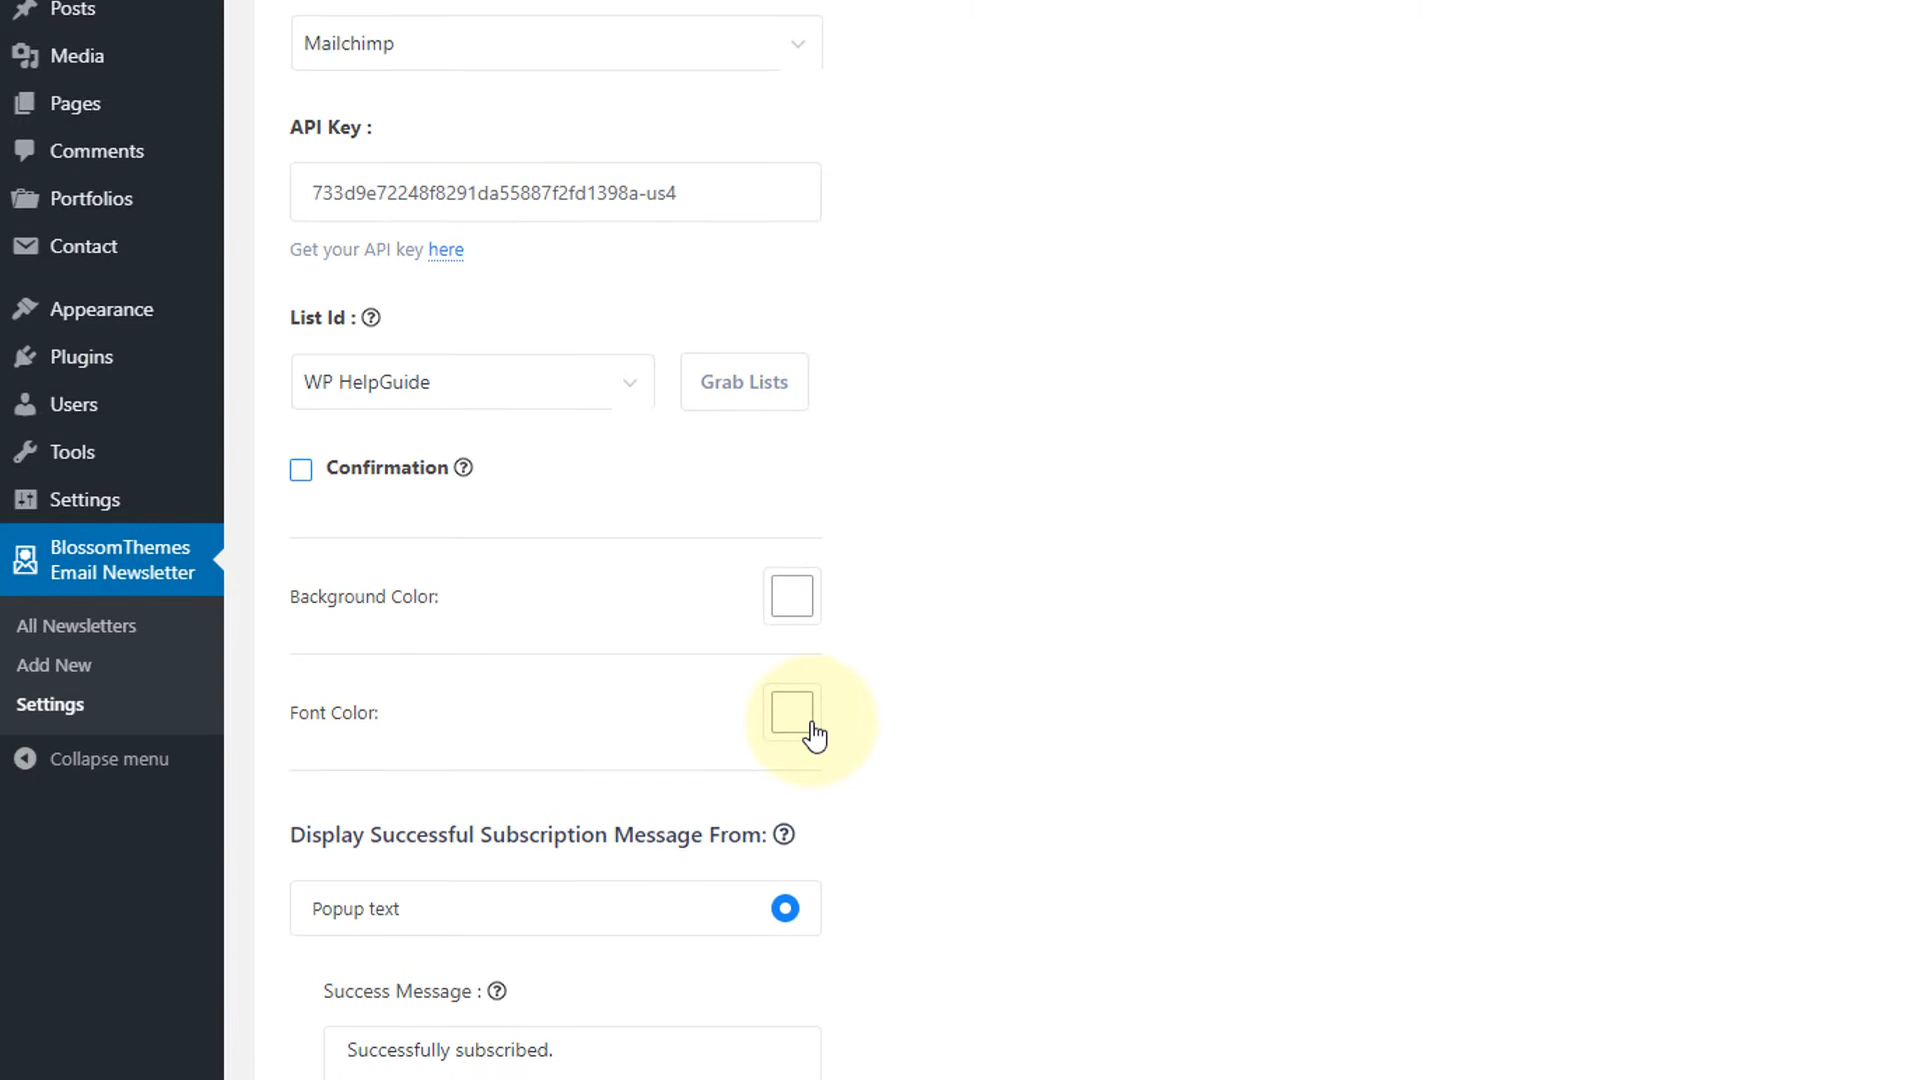 Posts
Media
Pages
Comments
Portfolios
Contact
Appearance
Plugins
Users
Tools
Settings
BlossomThemes
Email Newsletter
All Newsletters
Add New
Settings
Collapse menu
Mailchimp
API Key :
733d9e72248f8291da55887f2fd1398a-us4
Get your API key here
List Id : ?
WP HelpGuide
Grab Lists
Confirmation ?
Background Color:
Font Color:
Display Successful Subscription Message From: ?
Popup text
Success Message : ?
Successfully subscribed.